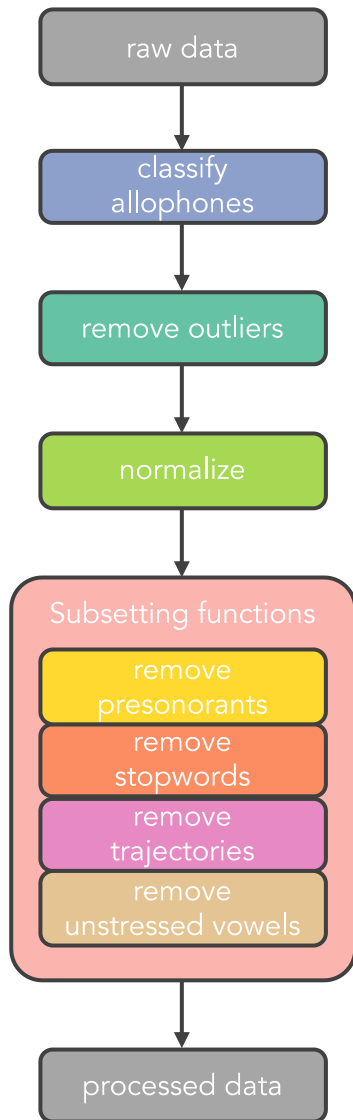 raw data
classify
allophones
remove outliers
normalize
Subsetting functions
remove
presonorants
remove
stopwords
remove
trajectories
remove
unstressed vowels
processed data